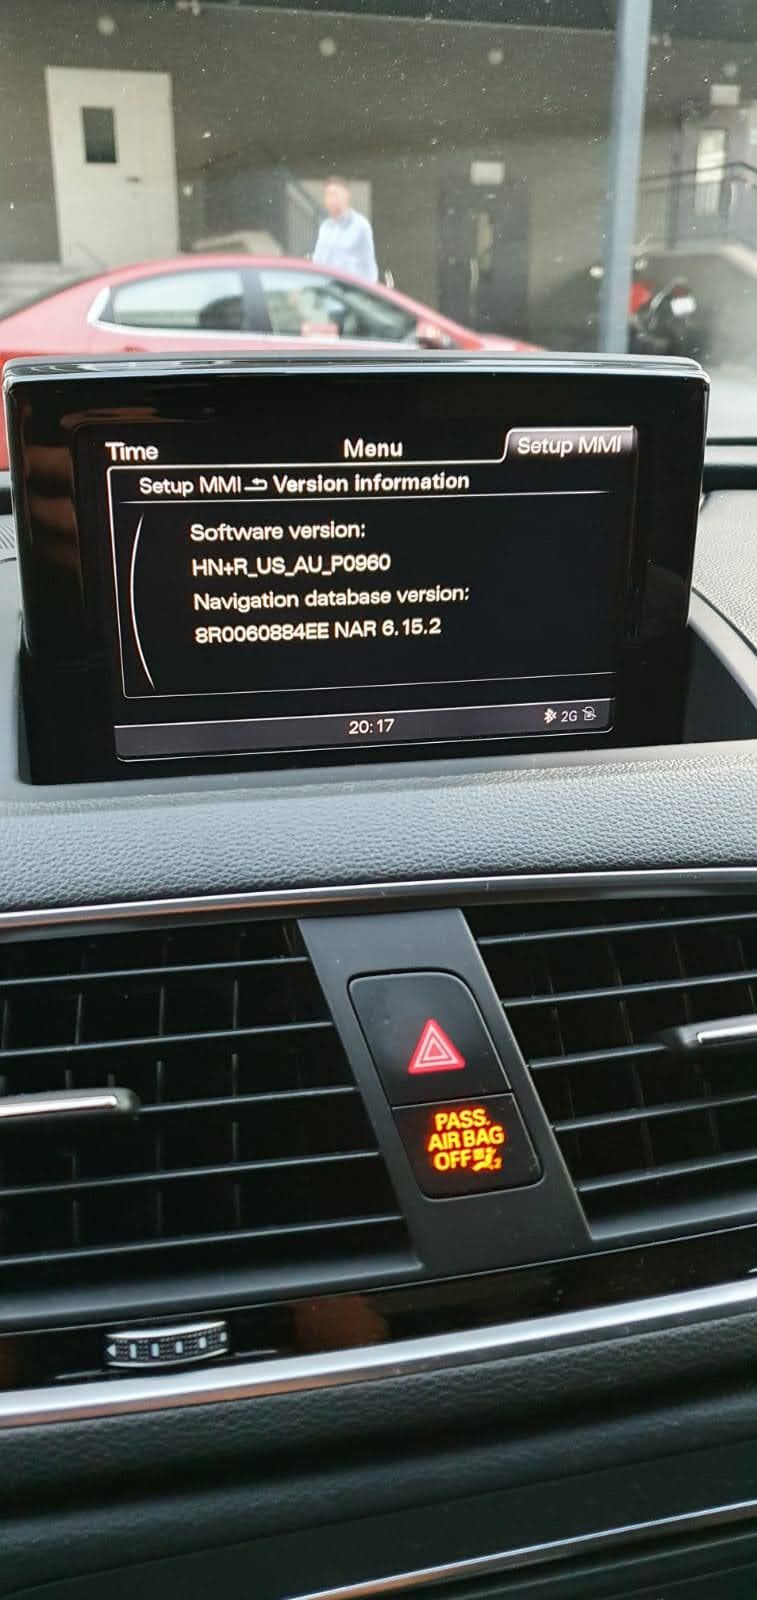 Time Menu Setup MMI
Setup MMI Version information
Software version:
HN+R_US_AU_P0960
Navigation database version:
8R0060884EE NAR 6.15.2
20:17 2G
PASS.
AIR BAG
OFF